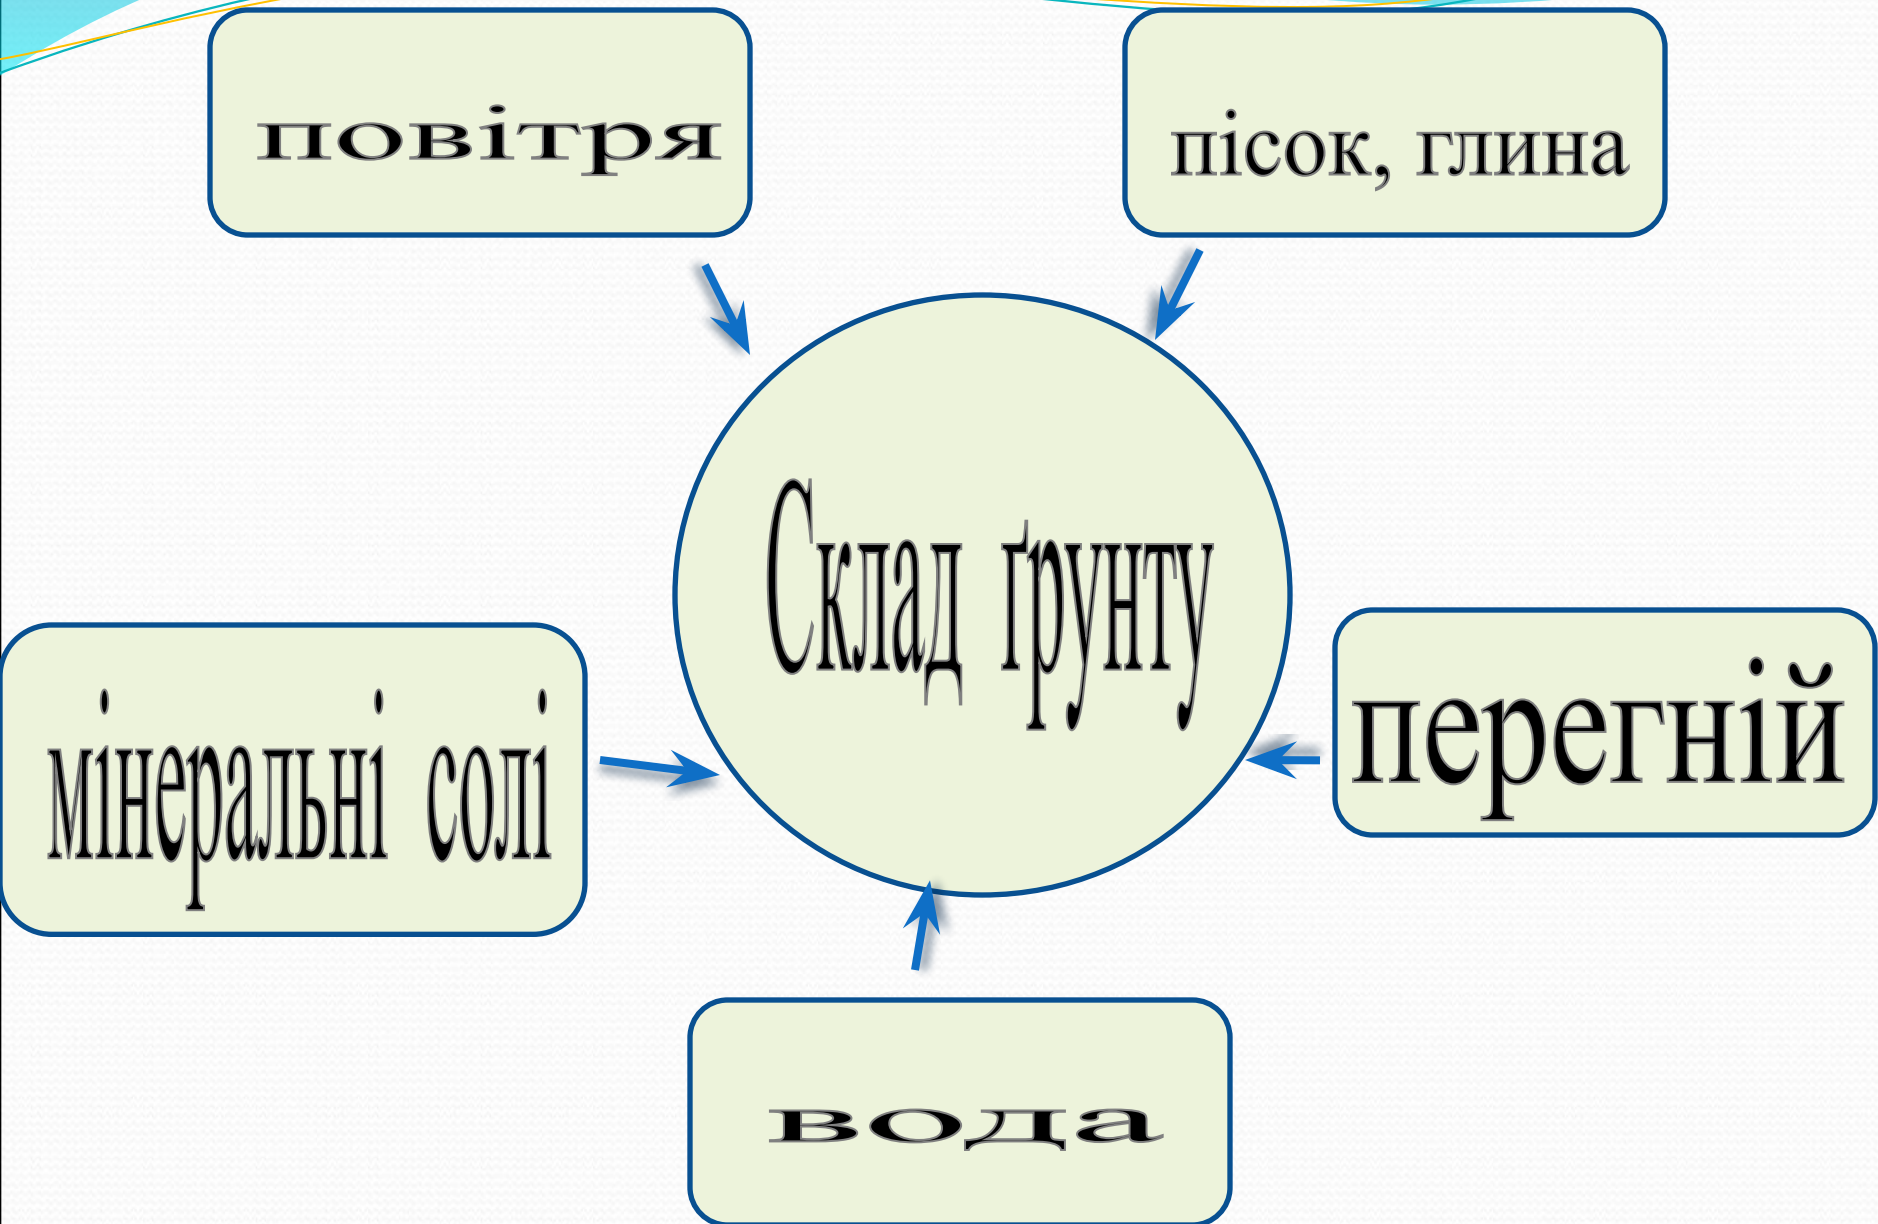 повітря
пісок, глина
Склад ґрунту
мінеральні солі
перегній
вода